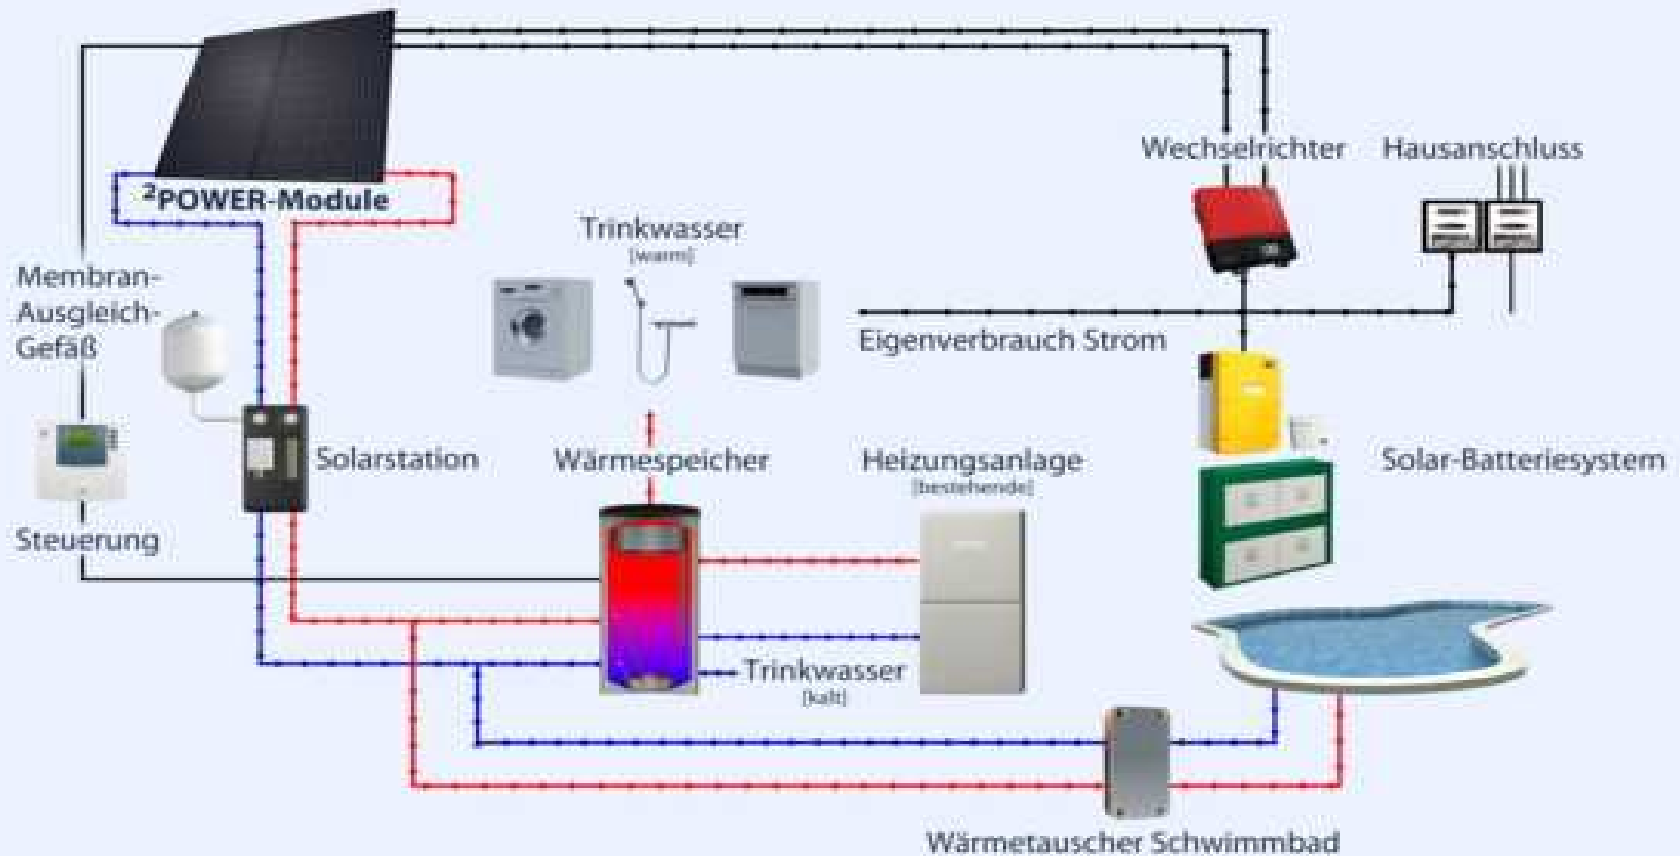 Wechselrichter
Hausanschluss
²POWER-Module
Trinkwasser
[warm]
Membran-
Ausgleich-
Gefäß
Eigenverbrauch Strom
Solarstation
Wärmespeicher
Heizungsanlage
[bestehende]
Solar-Batteriesystem
Steuerung
Trinkwasser
[kalt]
Wärmetauscher Schwimmbad